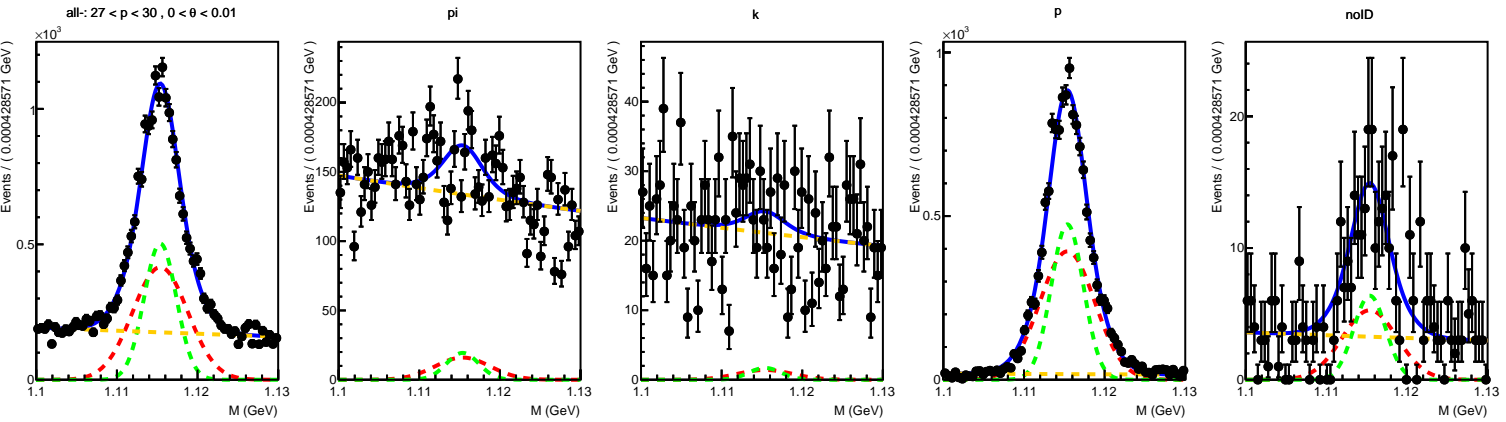 all-: 27 < p < 30 , 0 < θ < 0.01
×10³
Events / ( 0.000428571 GeV )
1
0.5
0
1.1 1.11 1.12 1.13
M (GeV)
pi
Events / ( 0.000428571 GeV )
200
150
100
50
0
1.1 1.11 1.12 1.13
M (GeV)
k
Events / ( 0.000428571 GeV )
40
30
20
10
0
1.1 1.11 1.12 1.13
M (GeV)
p
×10³
Events / ( 0.000428571 GeV )
1
0.5
0
1.1 1.11 1.12 1.13
M (GeV)
noID
Events / ( 0.000428571 GeV )
20
10
0
1.1 1.11 1.12 1.13
M (GeV)